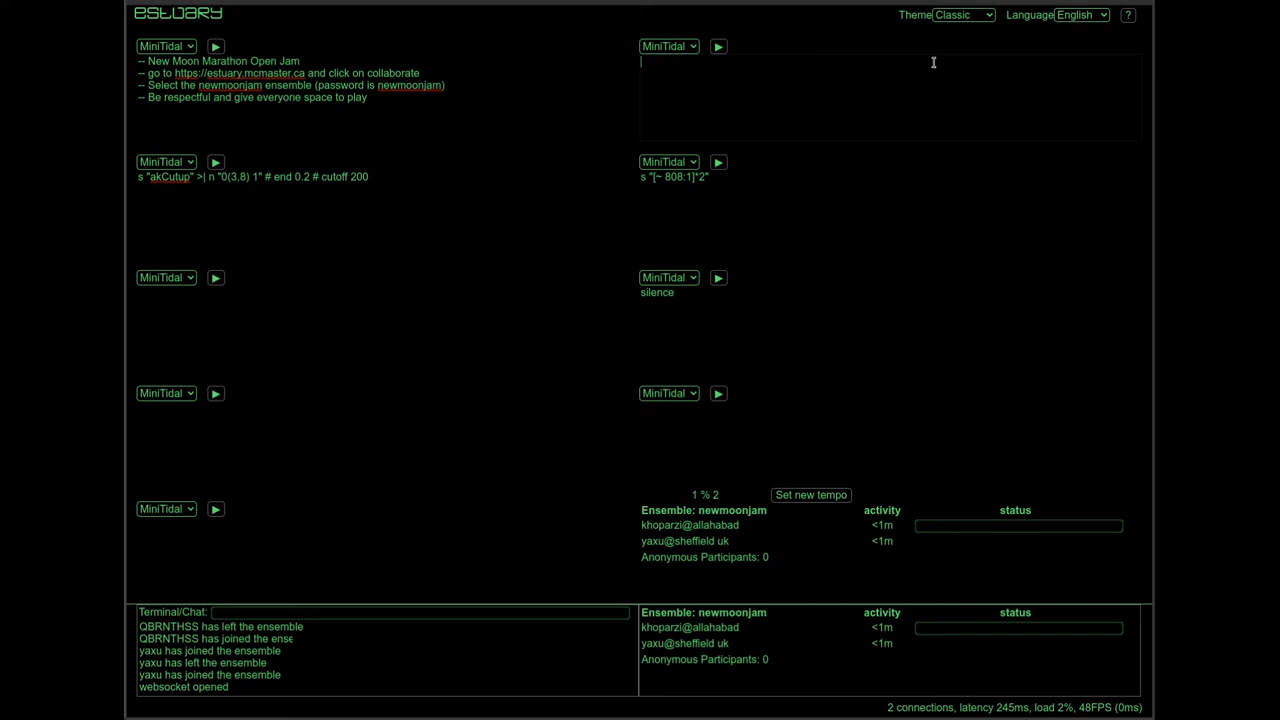 estuary
Theme Classic Language English ?
MiniTidal ▶
-- New Moon Marathon Open Jam
-- go to https://estuary.mcmaster.ca and click on collaborate
-- Select the newmoonjam ensemble (password is newmoonjam)
-- Be respectful and give everyone space to play
MiniTidal ▶
MiniTidal ▶
s "akCutup" >| n "0(3,8) 1" # end 0.2 # cutoff 200
MiniTidal ▶
s "[~ 808:1]*2"
MiniTidal ▶
MiniTidal ▶
silence
MiniTidal ▶
MiniTidal ▶
MiniTidal ▶
1 % 2 Set new tempo
Ensemble: newmoonjam activity status
khoparzi@allahabad <1m
yaxu@sheffield uk <1m
Anonymous Participants: 0
Terminal/Chat:
QBRNTHSS has left the ensemble
QBRNTHSS has joined the ense
yaxu has joined the ensemble
yaxu has left the ensemble
yaxu has joined the ensemble
websocket opened
Ensemble: newmoonjam activity status
khoparzi@allahabad <1m
yaxu@sheffield uk <1m
Anonymous Participants: 0
2 connections, latency 245ms, load 2%, 48FPS (0ms)